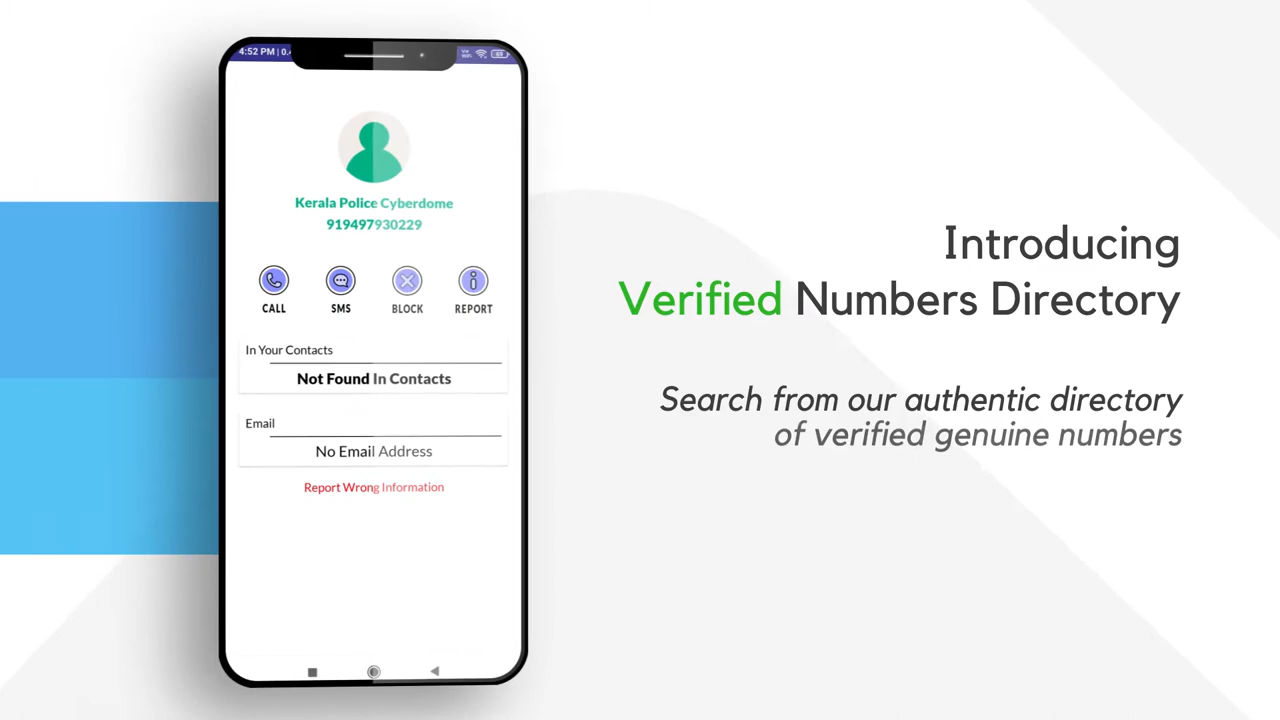 4:52 PM | 0.4
Kerala Police Cyberdome
919497930229
CALL SMS BLOCK REPORT
In Your Contacts
Not Found In Contacts
Email
No Email Address
Report Wrong Information
Introducing
Verified Numbers Directory
Search from our authentic directory
of verified genuine numbers